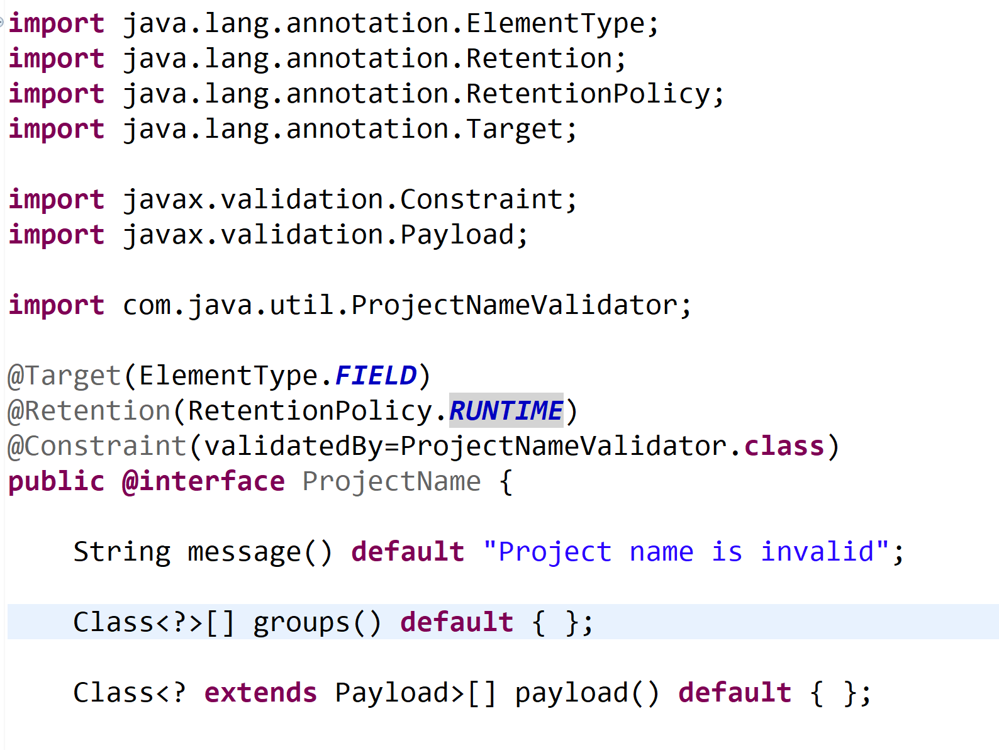 import java.lang.annotation.ElementType;
import java.lang.annotation.Retention;
import java.lang.annotation.RetentionPolicy;
import java.lang.annotation.Target;
import javax.validation.Constraint;
import javax.validation.Payload;
import com.java.util.ProjectNameValidator;
@Target(ElementType.FIELD)
@Retention(RetentionPolicy.RUNTIME)
@Constraint(validatedBy=ProjectNameValidator.class)
public @interface ProjectName {
    String message() default "Project name is invalid";
    Class<?>[] groups() default { };
    Class<? extends Payload>[] payload() default { };